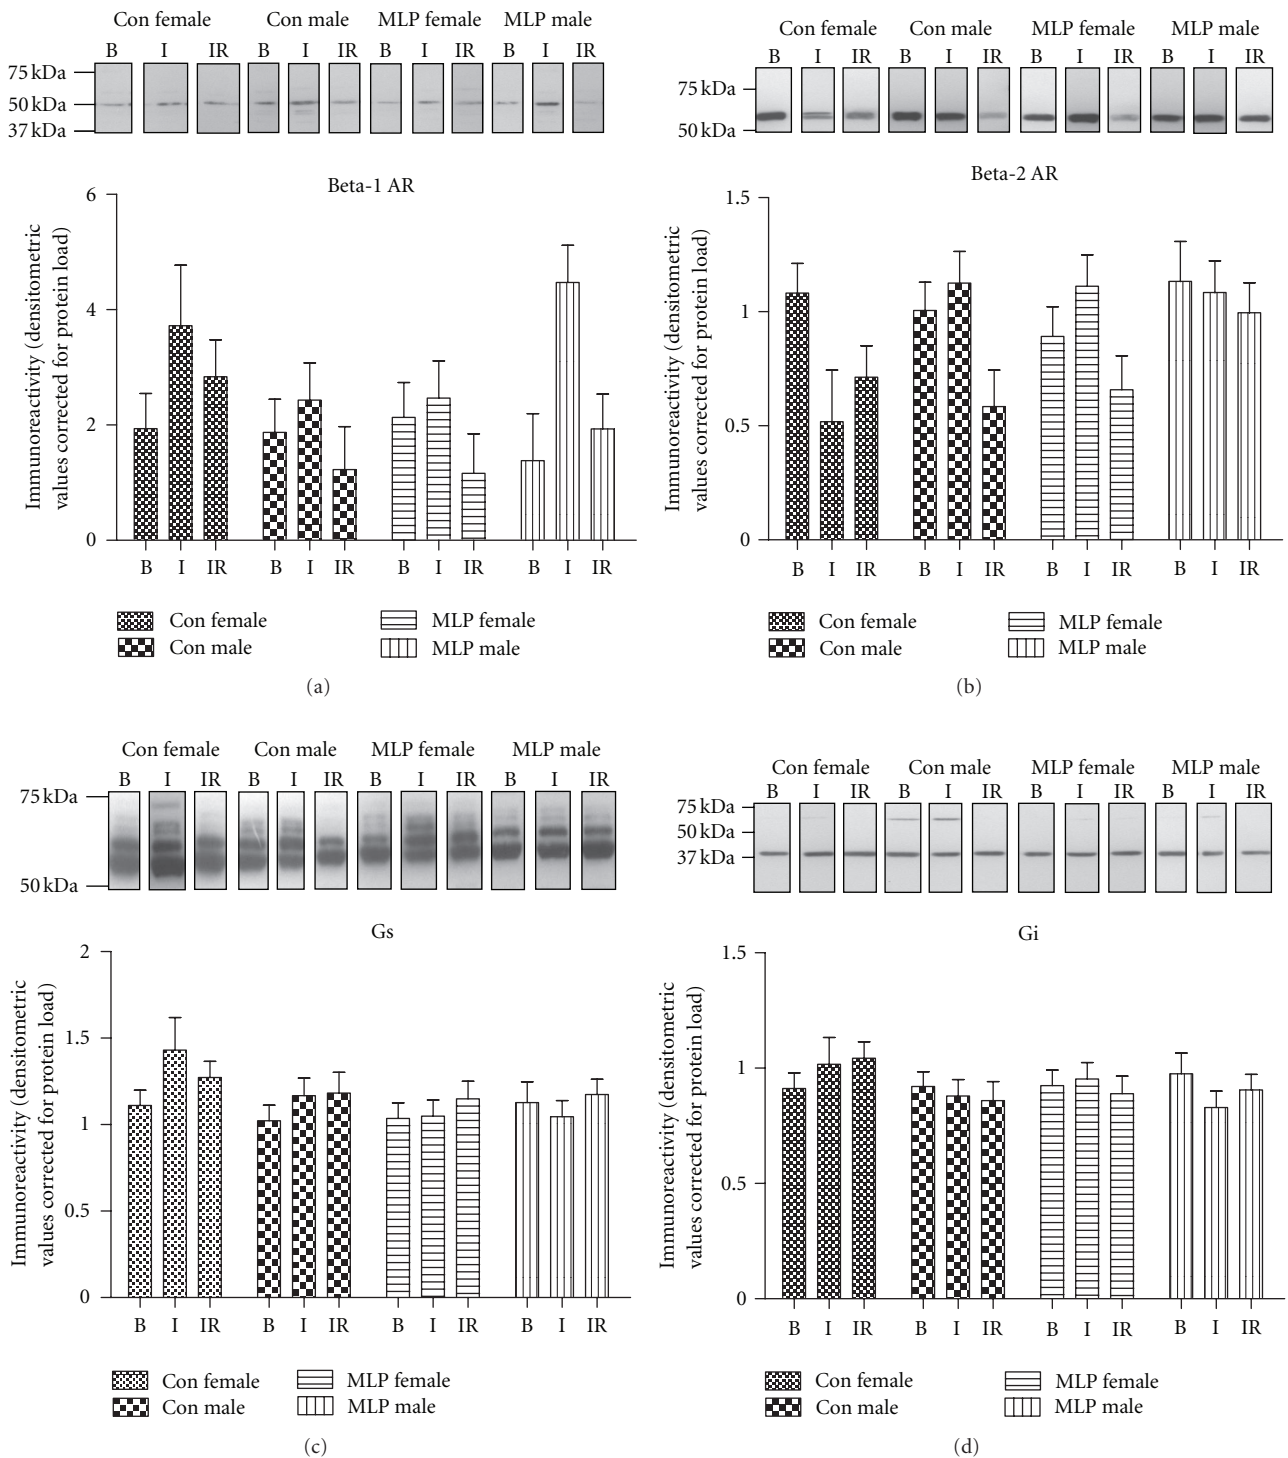 Con female Con male MLP female MLP male
B I IR B I IR B I IR B I IR
75 kDa
50 kDa
37 kDa
Beta-1 AR
Immunoreactivity (densitometric
values corrected for protein load)
6
4
2
0
B I IR B I IR B I IR B I IR
Con female MLP female
Con male MLP male
(a)
Con female Con male MLP female MLP male
B I IR B I IR B I IR B I IR
75 kDa
50 kDa
Beta-2 AR
Immunoreactivity (densitometric
values corrected for protein load)
1.5
1
0.5
0
B I IR B I IR B I IR B I IR
Con female MLP female
Con male MLP male
(b)
Con female Con male MLP female MLP male
B I IR B I IR B I IR B I IR
75 kDa
50 kDa
Gs
Immunoreactivity (densitometric
values corrected for protein load)
2
1.5
1
0.5
0
B I IR B I IR B I IR B I IR
Con female MLP female
Con male MLP male
(c)
Con female Con male MLP female MLP male
B I IR B I IR B I IR B I IR
75 kDa
50 kDa
37 kDa
Gi
Immunoreactivity (densitometric
values corrected for protein load)
1.5
1
0.5
0
B I IR B I IR B I IR B I IR
Con female MLP female
Con male MLP male
(d)